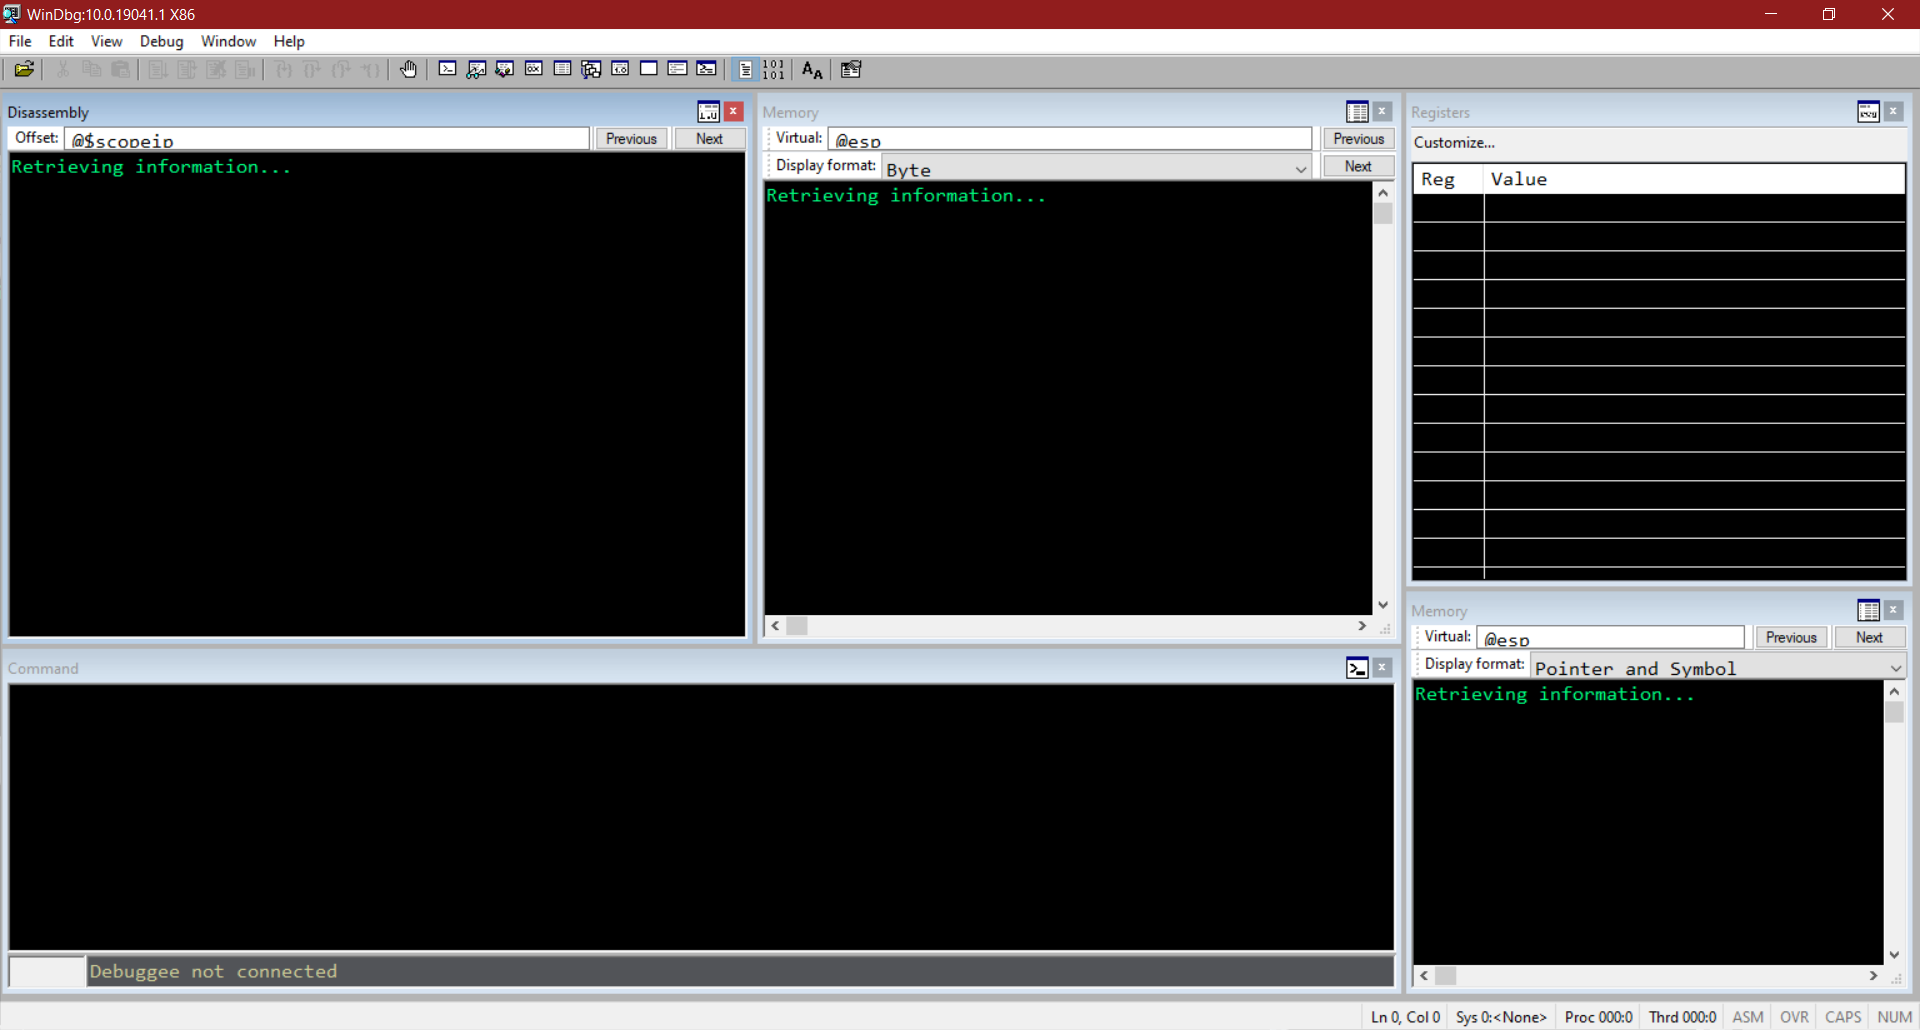 WinDbg:10.0.19041.1 X86
File Edit View Debug Window Help
Disassembly
Offset: @$scopeip Previous Next
Retrieving information...
Memory
Virtual: @esp Previous
Display format: Byte Next
Retrieving information...
Registers
Customize...
Reg Value
Command
Debuggee not connected
Memory
Virtual: @esp Previous Next
Display format: Pointer and Symbol
Retrieving information...
Ln 0, Col 0 Sys 0:<None> Proc 000:0 Thrd 000:0 ASM OVR CAPS NUM